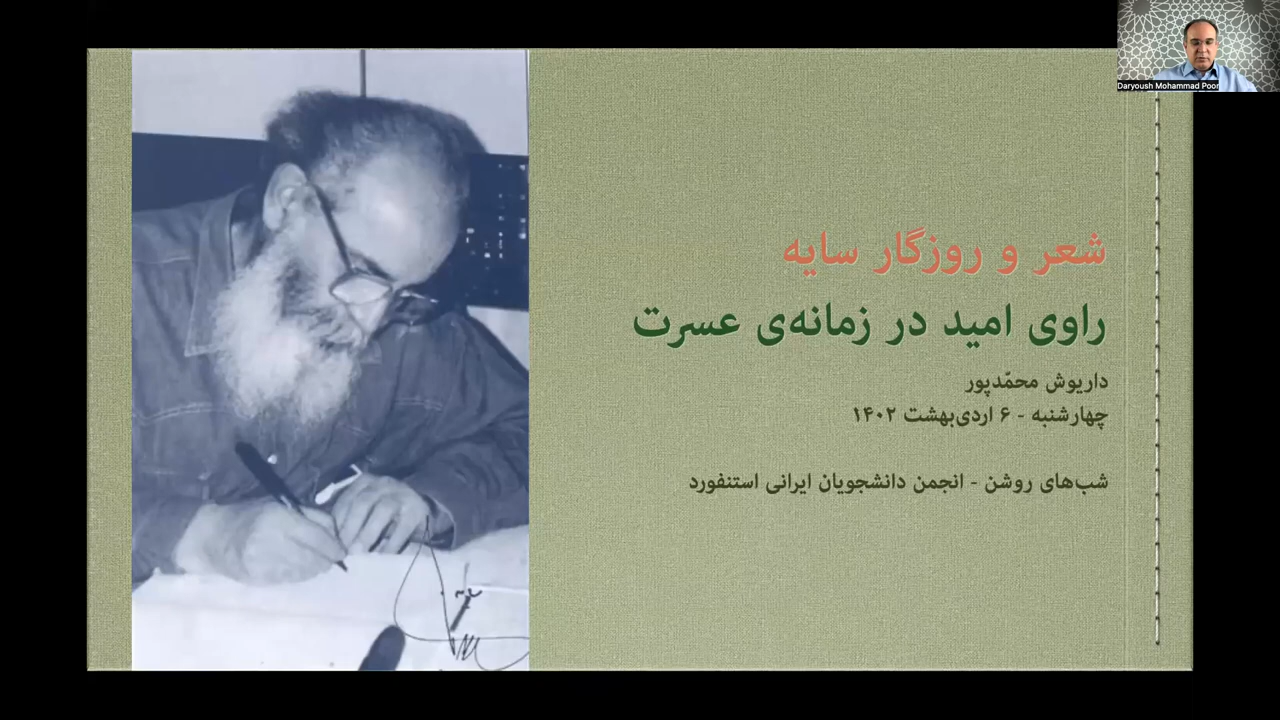 شعر و روزگار سایه
راوی امید در زمانه‌ی عسرت
داریوش محمّدپور
چهارشنبه - ۶ اردی‌بهشت ۱۴۰۲
شب‌های روشن - انجمن دانشجویان ایرانی استنفورد
Daryoush Mohammad Poor
سایه